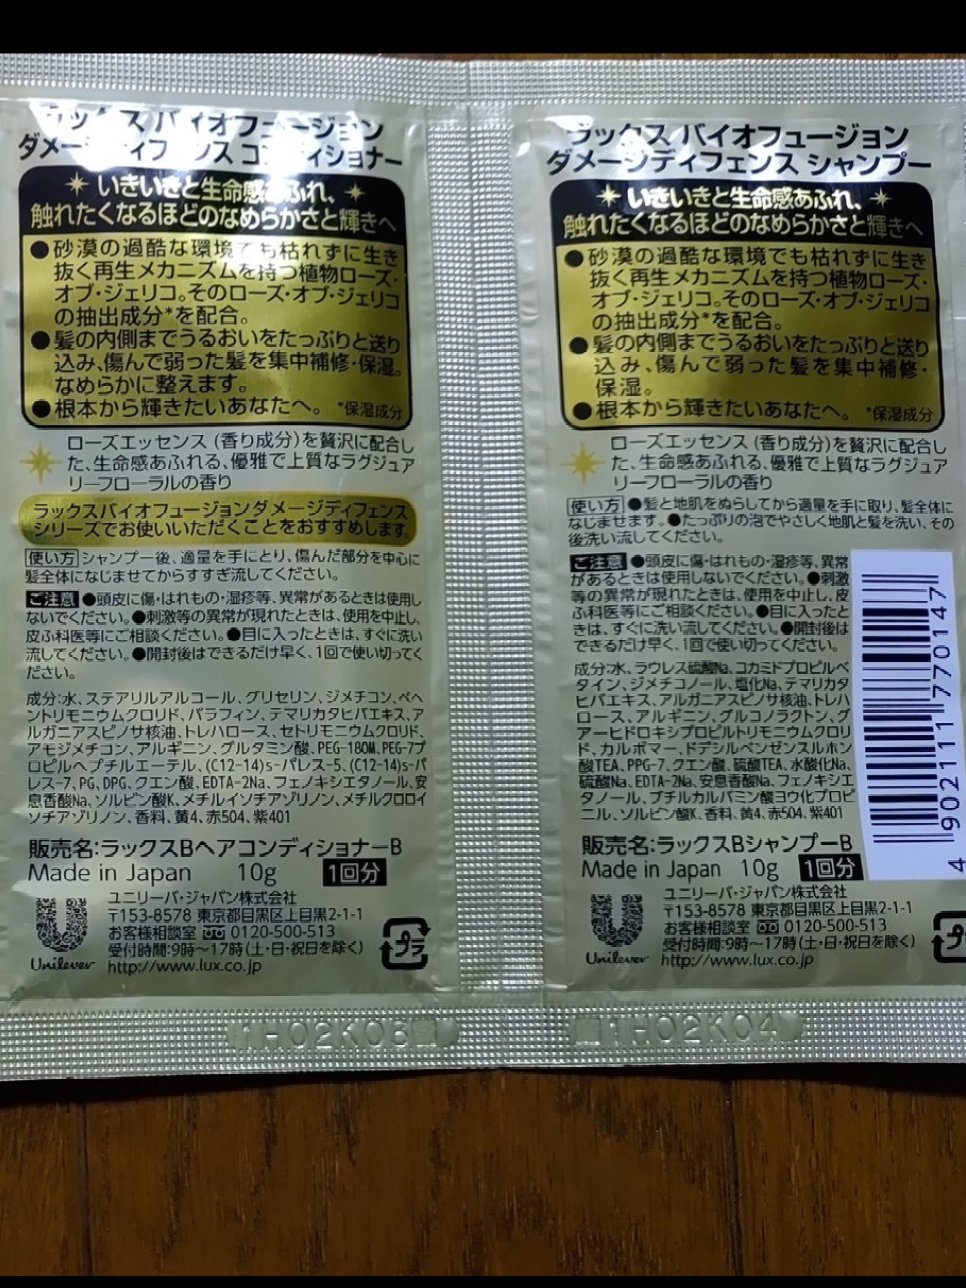 ラックス バイオフュージョン
ダメージディフェンス コンディショナー
いきいきと生命感あふれ、
触れたくなるほどのなめらかさと輝きへ
●砂漠の過酷な環境でも枯れずに生き
抜く再生メカニズムを持つ植物ローズ・
オブ・ジェリコ。そのローズ・オブ・ジェリコ
の抽出成分*を配合。
●髪の内側までうるおいをたっぷりと送り
込み、傷んで弱った髪を集中補修・保湿。
なめらかに整えます。
●根本から輝きたいあなたへ。 *保湿成分
ローズエッセンス（香り成分）を贅沢に配合し
た、生命感あふれる、優雅で上質なラグジュア
リーフローラルの香り
ラックスバイオフュージョンダメージディフェンス
シリーズでお使いいただくことをおすすめします。
使い方 シャンプー後、適量を手にとり、傷んだ部分を中心に
髪全体になじませてからすすぎ流してください。
ご注意 ●頭皮に傷・はれもの・湿疹等、異常があるときは使用し
ないでください。●刺激等の異常が現れたときは、使用を中止し、
皮ふ科医等にご相談ください。●目に入ったときは、すぐに洗い
流してください。●開封後はできるだけ早く、1回で使い切ってく
ださい。
成分:水、ステアリルアルコール、グリセリン、ジメチコン、ベヘ
ントリモニウムクロリド、パラフィン、テマリカタヒバエキス、ア
ルガニアスピノサ核油、トレハロース、セトリモニウムクロリド、
アモジメチコン、アルギニン、グルタミン酸、PEG-180M、PEG-7プ
ロピルヘプチルエーテル、(C12-14)s-パレス-5、(C12-14)s-パ
レス-7、PG、DPG、クエン酸、EDTA-2Na、フェノキシエタノール、安
息香酸Na、ソルビン酸K、メチルイソチアゾリノン、メチルクロロイ
ソチアゾリノン、香料、黄4、赤504、紫401
販売名:ラックスBヘアコンディショナーB
Made in Japan 10g 1回分
ユニリーバ・ジャパン株式会社
〒153-8578 東京都目黒区上目黒2-1-1
お客様相談室 0120-500-513
受付時間:9時～17時(土・日・祝日を除く)
Unilever http://www.lux.co.jp
プラ
1H02K03
ラックス バイオフュージョン
ダメージディフェンス シャンプー
いきいきと生命感あふれ、
触れたくなるほどのなめらかさと輝きへ
●砂漠の過酷な環境でも枯れずに生き
抜く再生メカニズムを持つ植物ローズ・
オブ・ジェリコ。そのローズ・オブ・ジェリコ
の抽出成分*を配合。
●髪の内側までうるおいをたっぷりと送り
込み、傷んで弱った髪を集中補修・
保湿。
●根本から輝きたいあなたへ。 *保湿成分
ローズエッセンス（香り成分）を贅沢に配合し
た、生命感あふれる、優雅で上質なラグジュア
リーフローラルの香り
使い方 ●髪と地肌をぬらしてから適量を手に取り、髪全体に
なじませます。●たっぷりの泡でやさしく地肌と髪を洗い、その
後洗い流してください。
ご注意 ●頭皮に傷・はれもの・湿疹等、異常
があるときは使用しないでください。●刺激
等の異常が現れたときは、使用を中止し、皮
ふ科医等にご相談ください。●目に入ったと
きは、すぐに洗い流してください。●開封後は
できるだけ早く、1回で使い切ってください。
成分:水、ラウレス硫酸Na、コカミドプロピルベ
タイン、ジメチコノール、塩化Na、テマリカタ
ヒバエキス、アルガニアスピノサ核油、トレハ
ロース、アルギニン、グルコノラクトン、グ
アーヒドロキシプロピルトリモニウムクロリ
ド、カルボマー、ドデシルベンゼンスルホン
酸TEA、PPG-7、クエン酸、硫酸TEA、水酸化Na、
硫酸Na、EDTA-2Na、安息香酸Na、フェノキシエ
タノール、ブチルカルバミン酸ヨウ化プロピ
ニル、ソルビン酸K、香料、黄4、赤504、紫401
4 902111 770147
販売名:ラックスBシャンプーB
Made in Japan 10g 1回分
ユニリーバ・ジャパン株式会社
〒153-8578 東京都目黒区上目黒2-1-1
お客様相談室 0120-500-513
受付時間:9時～17時(土・日・祝日を除く)
Unilever http://www.lux.co.jp
プラ
1H02K04